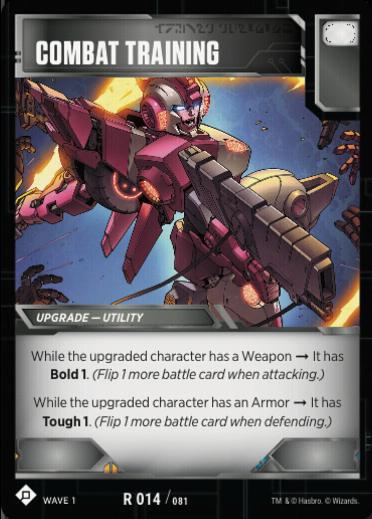 COMBAT TRAINING
UPGRADE — UTILITY
While the upgraded character has a Weapon → It has
Bold 1. (Flip 1 more battle card when attacking.)
While the upgraded character has an Armor → It has
Tough 1. (Flip 1 more battle card when defending.)
WAVE 1
R 014 / 081
TM & © Hasbro. © Wizards.